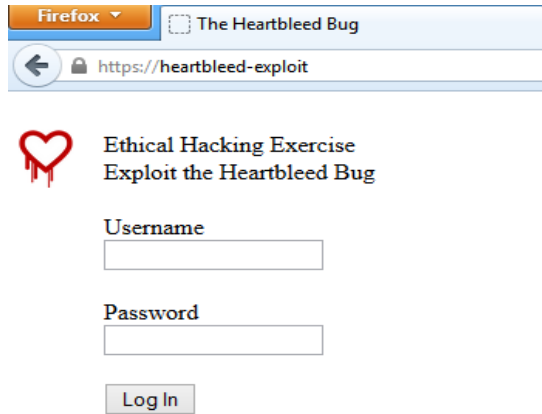 Firefox
The Heartbleed Bug
https://heartbleed-exploit
Ethical Hacking Exercise
Exploit the Heartbleed Bug
Username
Password
Log In